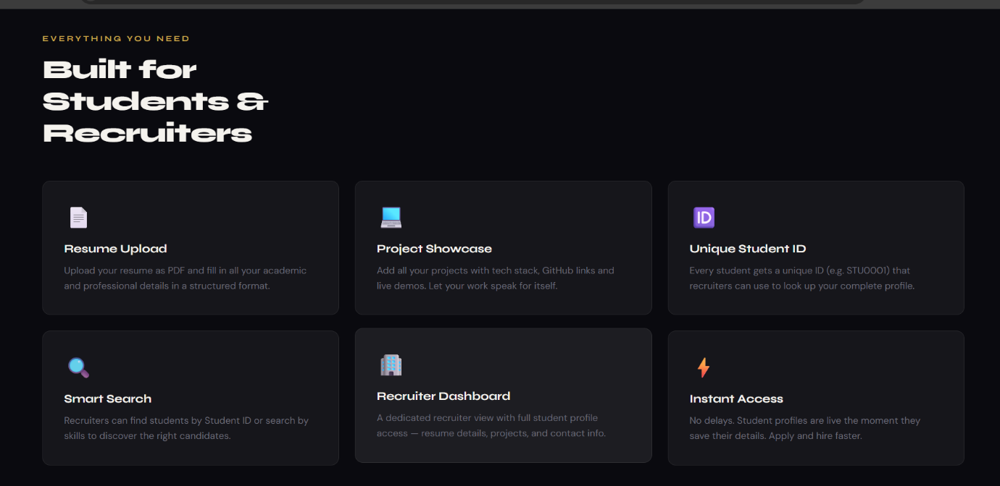 EVERYTHING YOU NEED
Built for
Students &
Recruiters
Resume Upload
Upload your resume as PDF and fill in all your academic
and professional details in a structured format.
Project Showcase
Add all your projects with tech stack, GitHub links and
live demos. Let your work speak for itself.
ID
Unique Student ID
Every student gets a unique ID (e.g. STU0001) that
recruiters can use to look up your complete profile.
Smart Search
Recruiters can find students by Student ID or search by
skills to discover the right candidates.
Recruiter Dashboard
A dedicated recruiter view with full student profile
access — resume details, projects, and contact info.
Instant Access
No delays. Student profiles are live the moment they
save their details. Apply and hire faster.